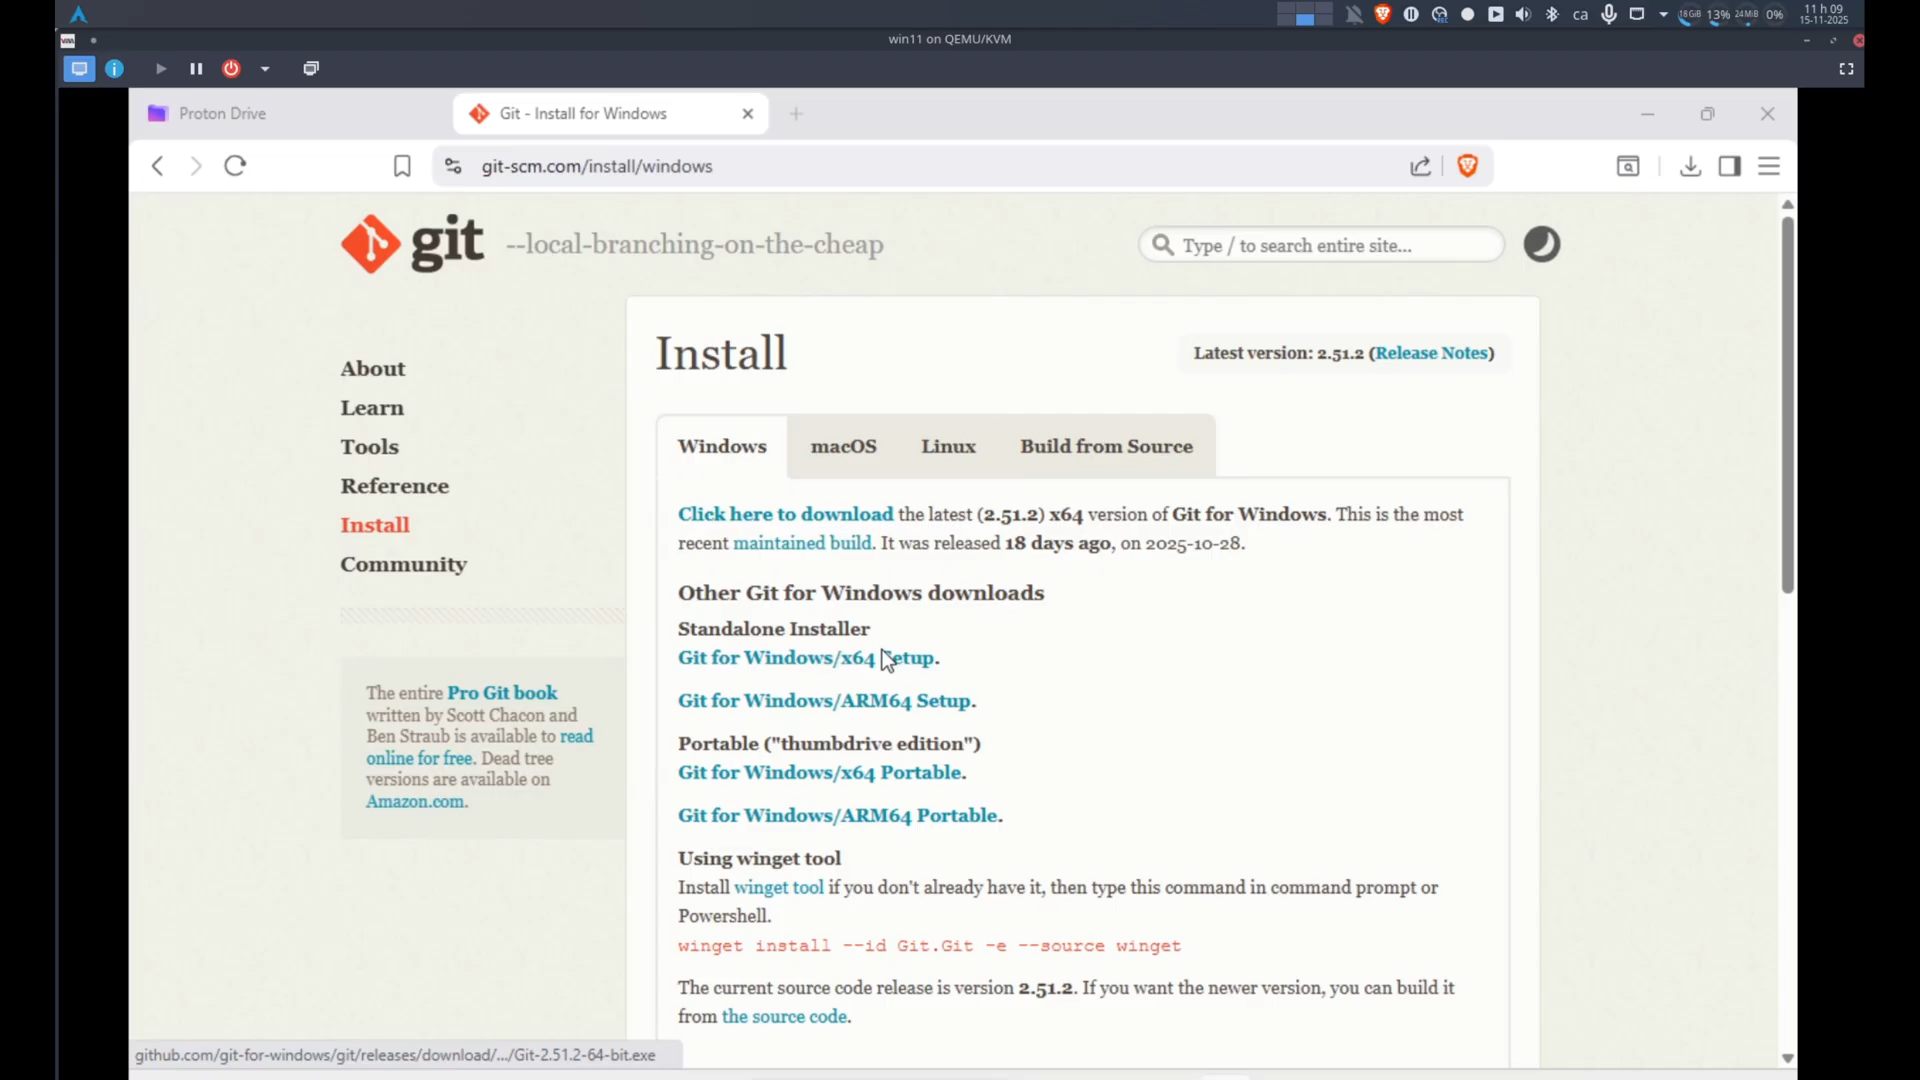 18GiB 13% 24MiB 0%
ca
11 h 09
15-11-2025
win11 on QEMU/KVM
Proton Drive
Git - Install for Windows
git-scm.com/install/windows
git --local-branching-on-the-cheap
Type / to search entire site...
About
Learn
Tools
Reference
Install
Community
The entire Pro Git book
written by Scott Chacon and
Ben Straub is available to read
online for free. Dead tree
versions are available on
Amazon.com.
Install
Latest version: 2.51.2 (Release Notes)
Windows macOS Linux Build from Source
Click here to download the latest (2.51.2) x64 version of Git for Windows. This is the most
recent maintained build. It was released 18 days ago, on 2025-10-28.
Other Git for Windows downloads
Standalone Installer
Git for Windows/x64 Setup.
Git for Windows/ARM64 Setup.
Portable ("thumbdrive edition")
Git for Windows/x64 Portable.
Git for Windows/ARM64 Portable.
Using winget tool
Install winget tool if you don't already have it, then type this command in command prompt or
Powershell.
winget install --id Git.Git -e --source winget
The current source code release is version 2.51.2. If you want the newer version, you can build it
from the source code.
github.com/git-for-windows/git/releases/download/.../Git-2.51.2-64-bit.exe